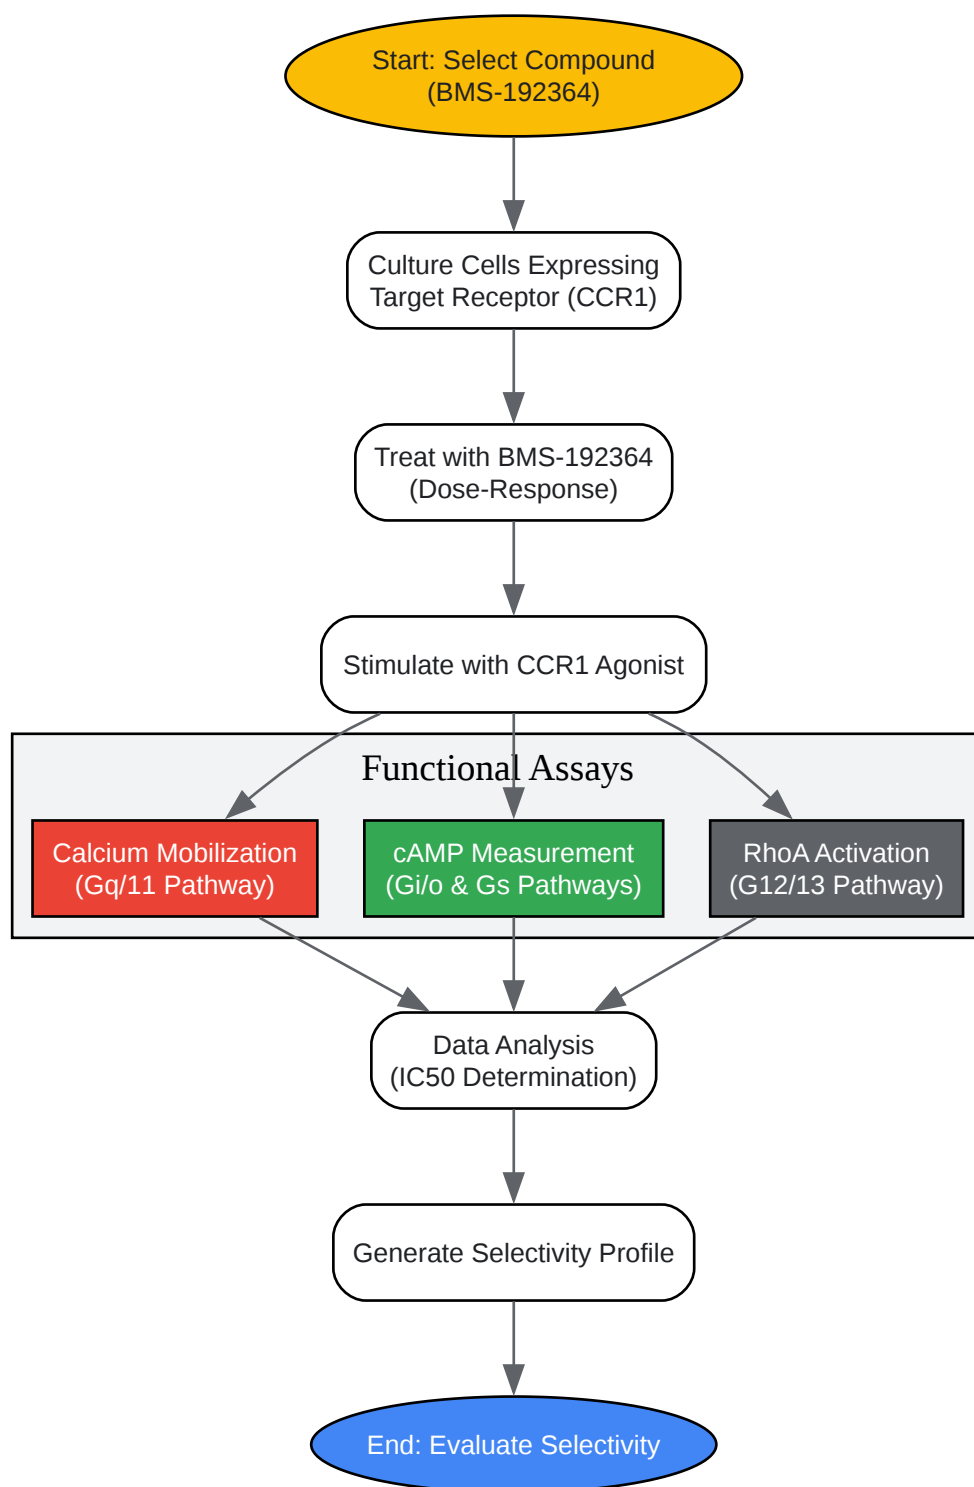 Start: Select Compound
(BMS-192364)
Culture Cells Expressing
Target Receptor (CCR1)
Treat with BMS-192364
(Dose-Response)
Stimulate with CCR1 Agonist
Functional Assays
Calcium Mobilization
(Gq/11 Pathway)
cAMP Measurement
(Gi/o & Gs Pathways)
RhoA Activation
(G12/13 Pathway)
Data Analysis
(IC50 Determination)
Generate Selectivity Profile
End: Evaluate Selectivity